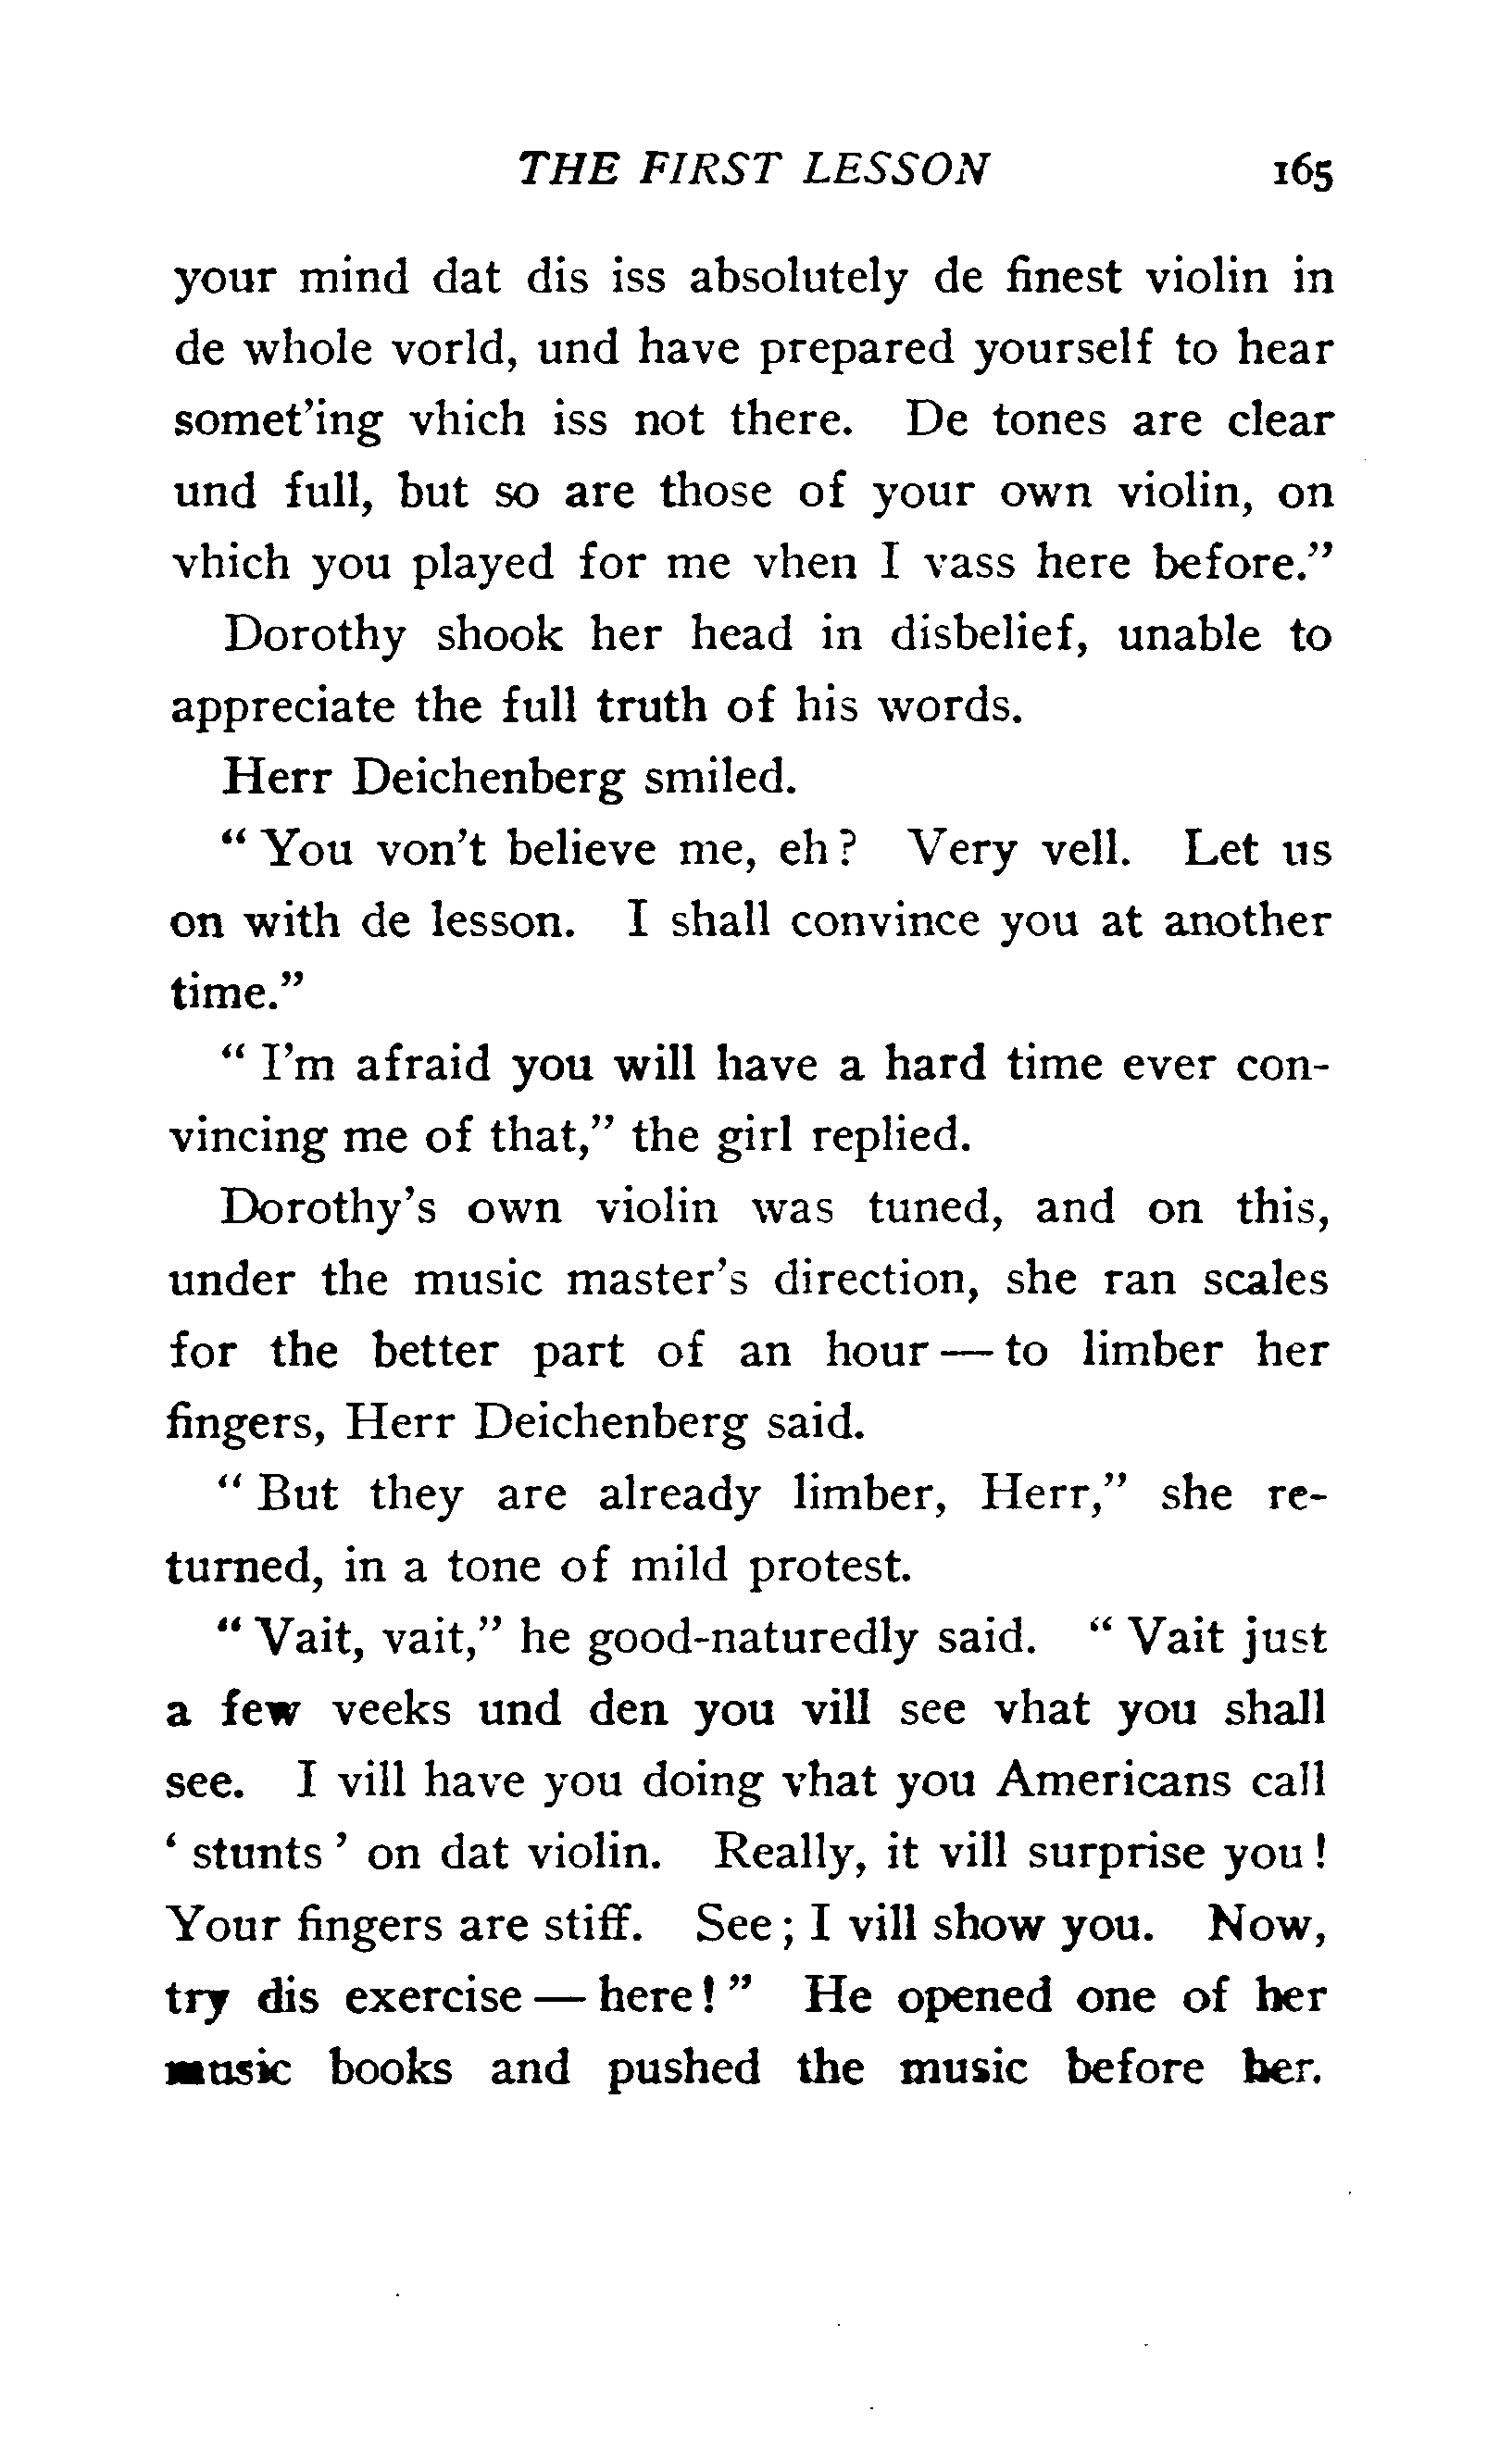 THE FIRST LESSON 165
your mind dat dis iss absolutely de finest violin in
de whole vorld, und have prepared yourself to hear
somet'ing vhich iss not there. De tones are clear
und full, but so are those of your own violin, on
vhich you played for me vhen I vass here before."
Dorothy shook her head in disbelief, unable to
appreciate the full truth of his words.
Herr Deichenberg smiled.
" You von't believe me, eh ? Very vell. Let us
on with de lesson. I shall convince you at another
time."
" I'm afraid you will have a hard time ever con-
vincing me of that," the girl replied.
Dorothy's own violin was tuned, and on this,
under the music master's direction, she ran scales
for the better part of an hour — to limber her
fingers, Herr Deichenberg said.
" But they are already limber, Herr," she re-
turned, in a tone of mild protest.
" Vait, vait," he good-naturedly said. " Vait just
a few veeks und den you vill see vhat you shall
see. I vill have you doing vhat you Americans call
' stunts ' on dat violin. Really, it vill surprise you !
Your fingers are stiff. See ; I vill show you. Now,
try dis exercise — here ! " He opened one of her
music books and pushed the music before her.